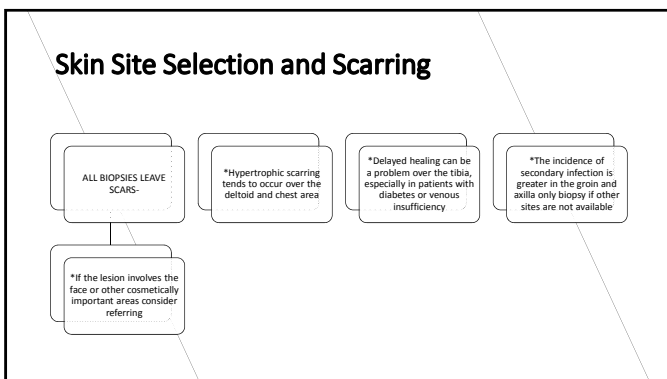 Skin Site Selection and Scarring
ALL BIOPSIES LEAVE
SCARS-
*If the lesion involves the
face or other cosmetically
important areas consider
referring
*Hypertrophic scarring
tends to occur over the
deltoid and chest area
*Delayed healing can be
a problem over the tibia,
especially in patients with
diabetes or venous
insufficiency
*The incidence of
secondary infection is
greater in the groin and
axilla only biopsy if other
sites are not available